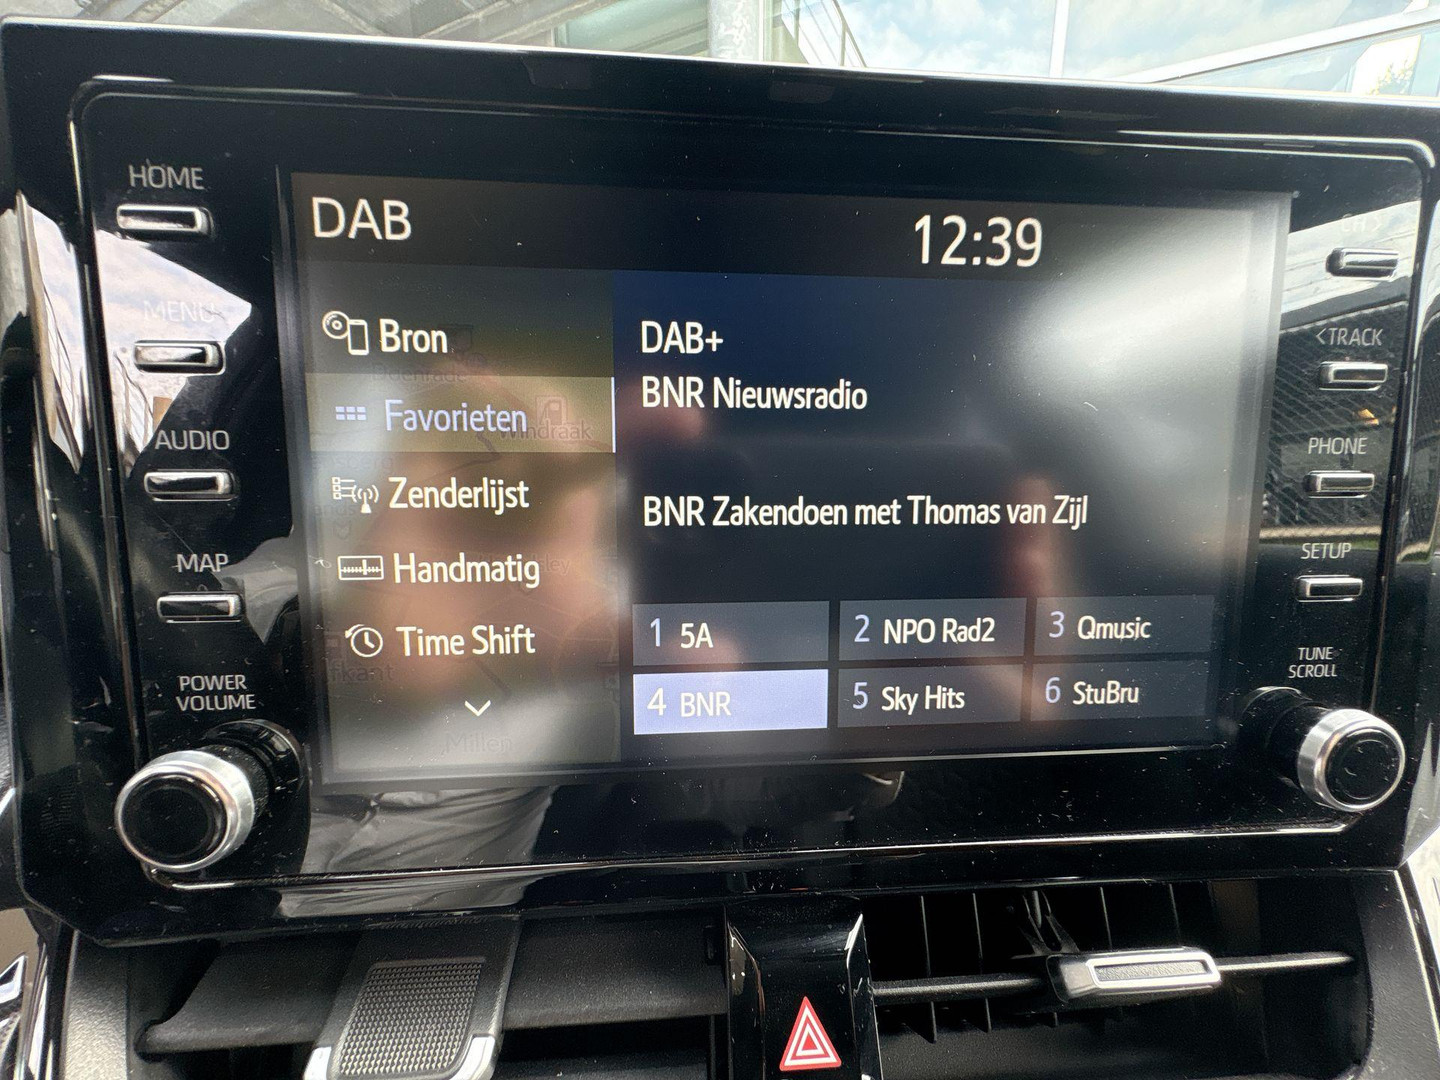 HOME
MENU
AUDIO
MAP
POWER
VOLUME
DAB
12:39
Bron
Favorieten
Windraak
Zenderlijst
Handmatig
Time Shift
Millen
DAB+
BNR Nieuwsradio
BNR Zakendoen met Thomas van Zijl
1 5A
2 NPO Rad2
3 Qmusic
4 BNR
5 Sky Hits
6 StuBru
<TRACK
PHONE
SETUP
TUNE
SCROLL